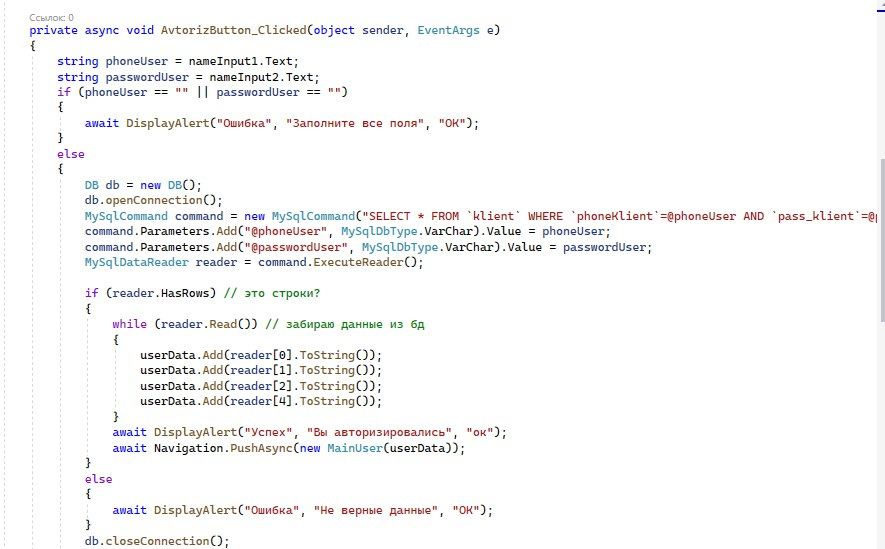 Ссылок: 0
private async void AvtorizButton_Clicked(object sender, EventArgs e)
{
string phoneUser = nameInput1.Text;
string passwordUser = nameInput2.Text;
if (phoneUser == "" || passwordUser == "")
{
await DisplayAlert("Ошибка", "Заполните все поля", "ОК");
}
else
{
DB db = new DB();
db.openConnection();
MySqlCommand command = new MySqlCommand("SELECT * FROM `klient` WHERE `phoneKlient`=@phoneUser AND `pass_klient`=@p
command.Parameters.Add("@phoneUser", MySqlDbType.VarChar).Value = phoneUser;
command.Parameters.Add("@passwordUser", MySqlDbType.VarChar).Value = passwordUser;
MySqlDataReader reader = command.ExecuteReader();
if (reader.HasRows) // это строки?
{
while (reader.Read()) // забираю данные из бд
{
userData.Add(reader[0].ToString());
userData.Add(reader[1].ToString());
userData.Add(reader[2].ToString());
userData.Add(reader[4].ToString());
}
await DisplayAlert("Успех", "Вы авторизировались", "ок");
await Navigation.PushAsync(new MainUser(userData));
}
else
{
await DisplayAlert("Ошибка", "Не верные данные", "ОК");
}
db.closeConnection();